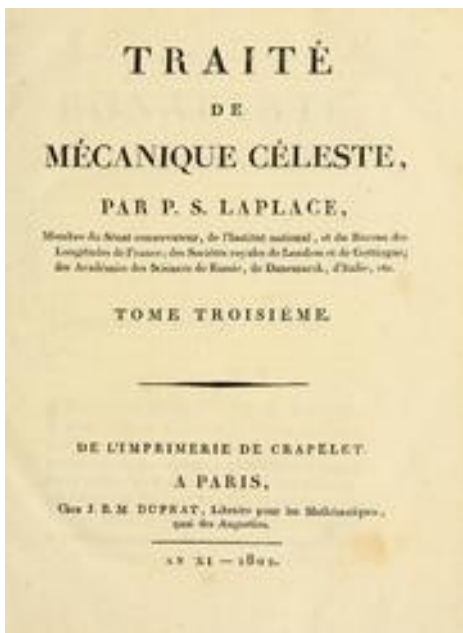 TRAITÉ
DE
MÉCANIQUE CÉLESTE,
PAR P. S. LAPLACE,
Membre du Sénat conservateur, de l'Institut national, et du Bureau des
Longitudes de France; des Sociétés royales de Londres et de Gottingue;
des Académies des Sciences de Russie, de Danemarck, d'Italie, etc.
TOME TROISIÈME.
DE L'IMPRIMERIE DE CRAPELET.
A PARIS,
Chez J. B. M. DUPRAT, Libraire pour les Mathématiques,
quai des Augustins.
AN XI — 1802.